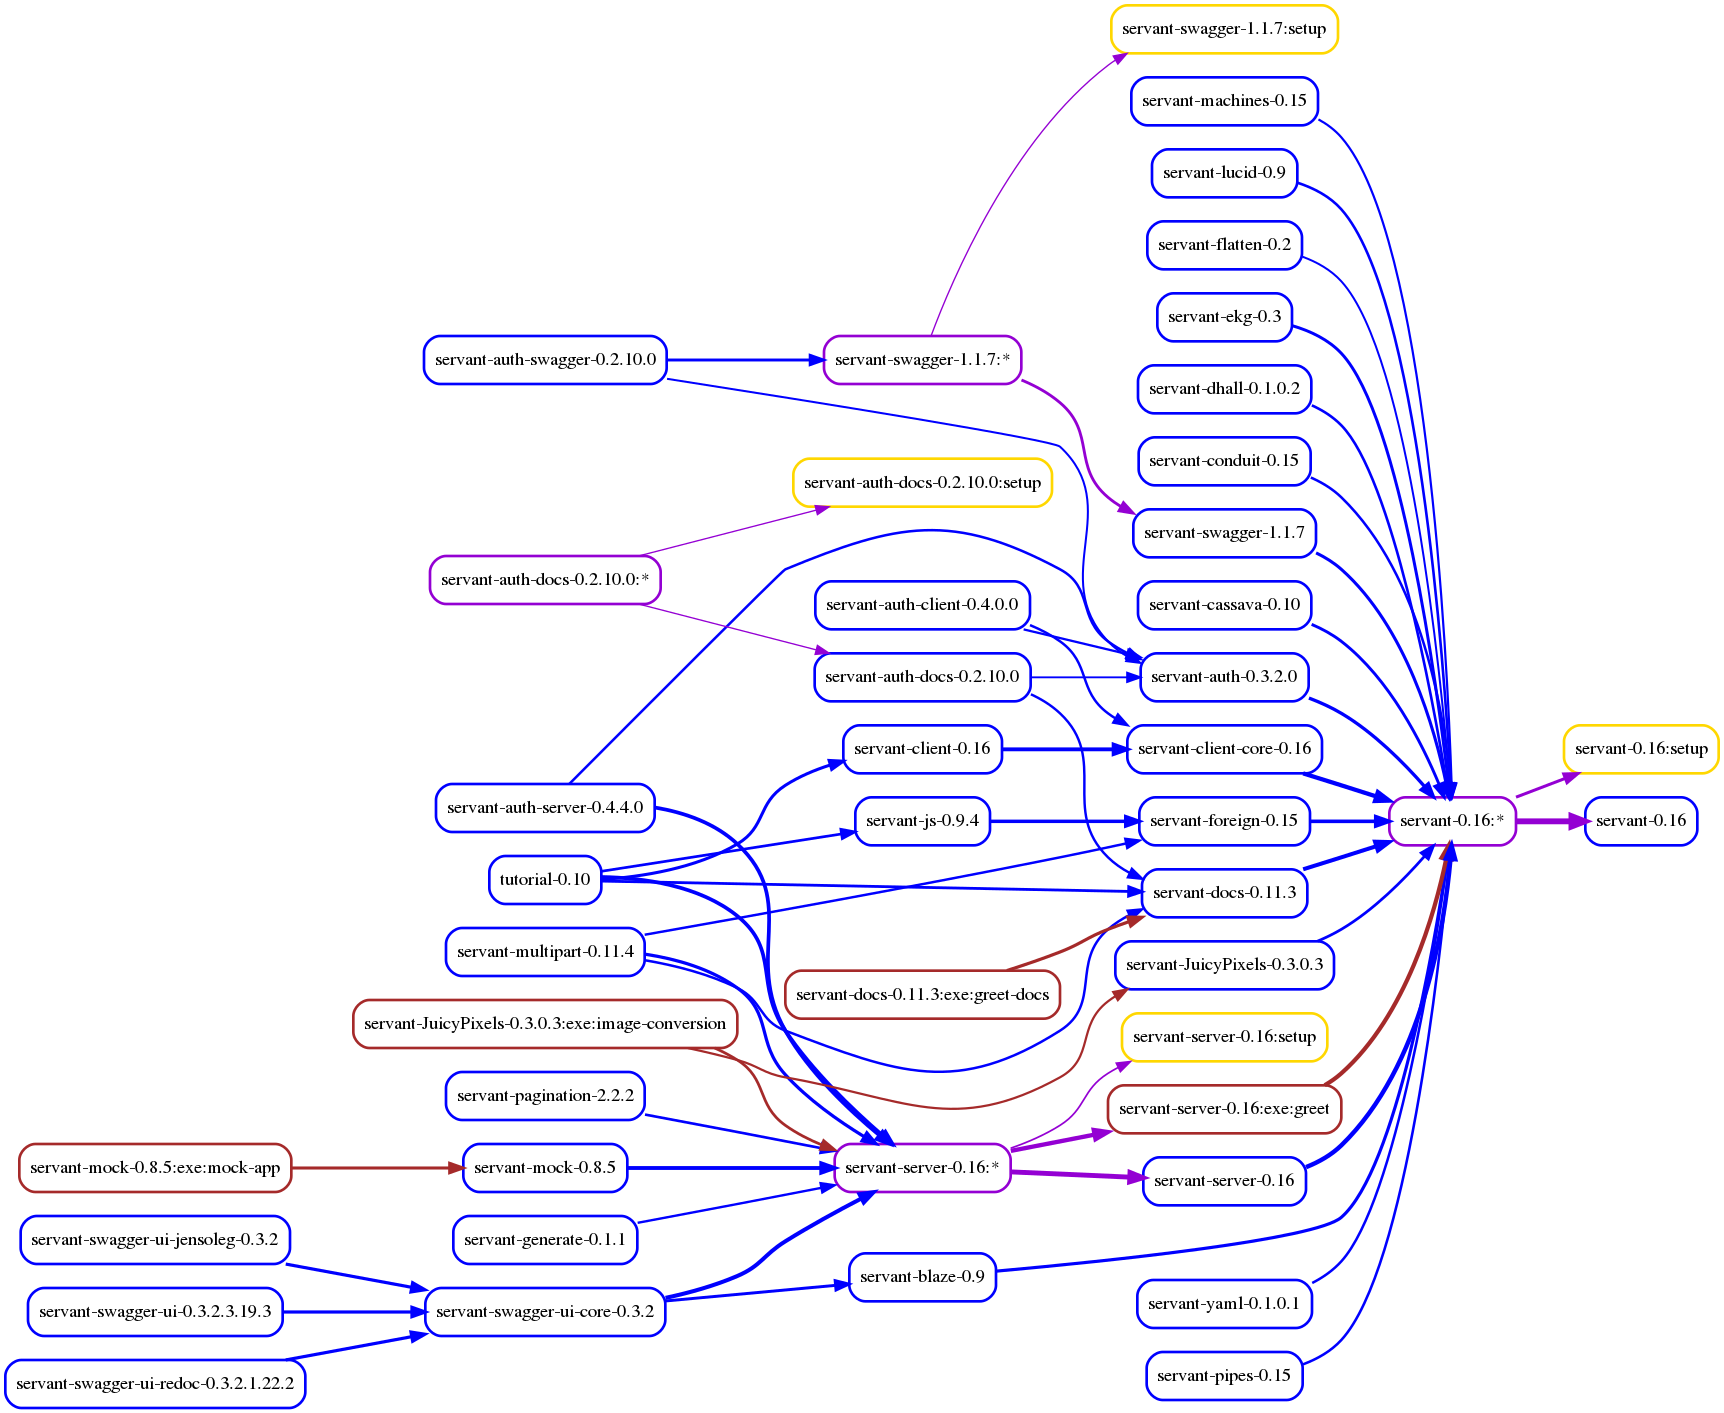 servant-swagger-1.1.7:setup
servant-machines-0.15
servant-lucid-0.9
servant-flatten-0.2
servant-ekg-0.3
servant-auth-swagger-0.2.10.0
servant-swagger-1.1.7:*
servant-dhall-0.1.0.2
servant-conduit-0.15
servant-auth-docs-0.2.10.0:setup
servant-swagger-1.1.7
servant-auth-docs-0.2.10.0:*
servant-auth-client-0.4.0.0
servant-cassava-0.10
servant-auth-docs-0.2.10.0
servant-auth-0.3.2.0
servant-client-0.16
servant-client-core-0.16
servant-0.16:setup
servant-auth-server-0.4.4.0
servant-js-0.9.4
servant-foreign-0.15
servant-0.16:*
servant-0.16
tutorial-0.10
servant-docs-0.11.3
servant-multipart-0.11.4
servant-JuicyPixels-0.3.0.3
servant-docs-0.11.3:exe:greet-docs
servant-JuicyPixels-0.3.0.3:exe:image-conversion
servant-server-0.16:setup
servant-pagination-2.2.2
servant-server-0.16:exe:greet
servant-mock-0.8.5:exe:mock-app
servant-mock-0.8.5
servant-server-0.16:*
servant-server-0.16
servant-swagger-ui-jensoleg-0.3.2
servant-generate-0.1.1
servant-blaze-0.9
servant-swagger-ui-0.3.2.3.19.3
servant-swagger-ui-core-0.3.2
servant-yaml-0.1.0.1
servant-swagger-ui-redoc-0.3.2.1.22.2
servant-pipes-0.15